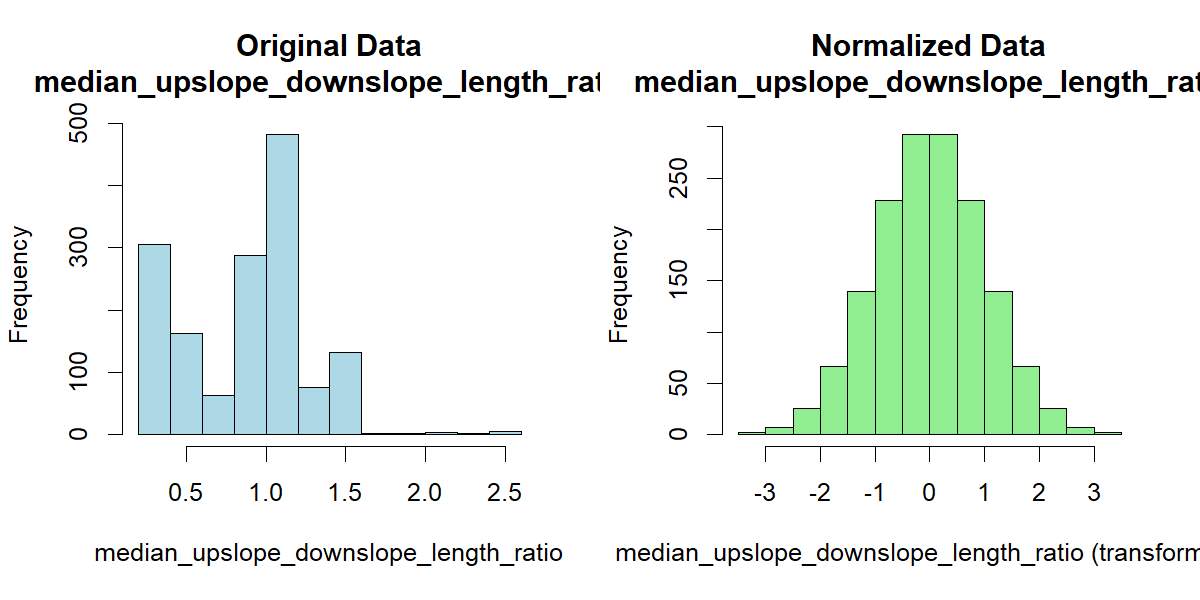 Original Data
median_upslope_downslope_length_rat
Frequency
500
300
100
0
0.5 1.0 1.5 2.0 2.5
median_upslope_downslope_length_ratio
Normalized Data
median_upslope_downslope_length_rat
Frequency
250
150
50
0
-3 -2 -1 0 1 2 3
median_upslope_downslope_length_ratio (transform